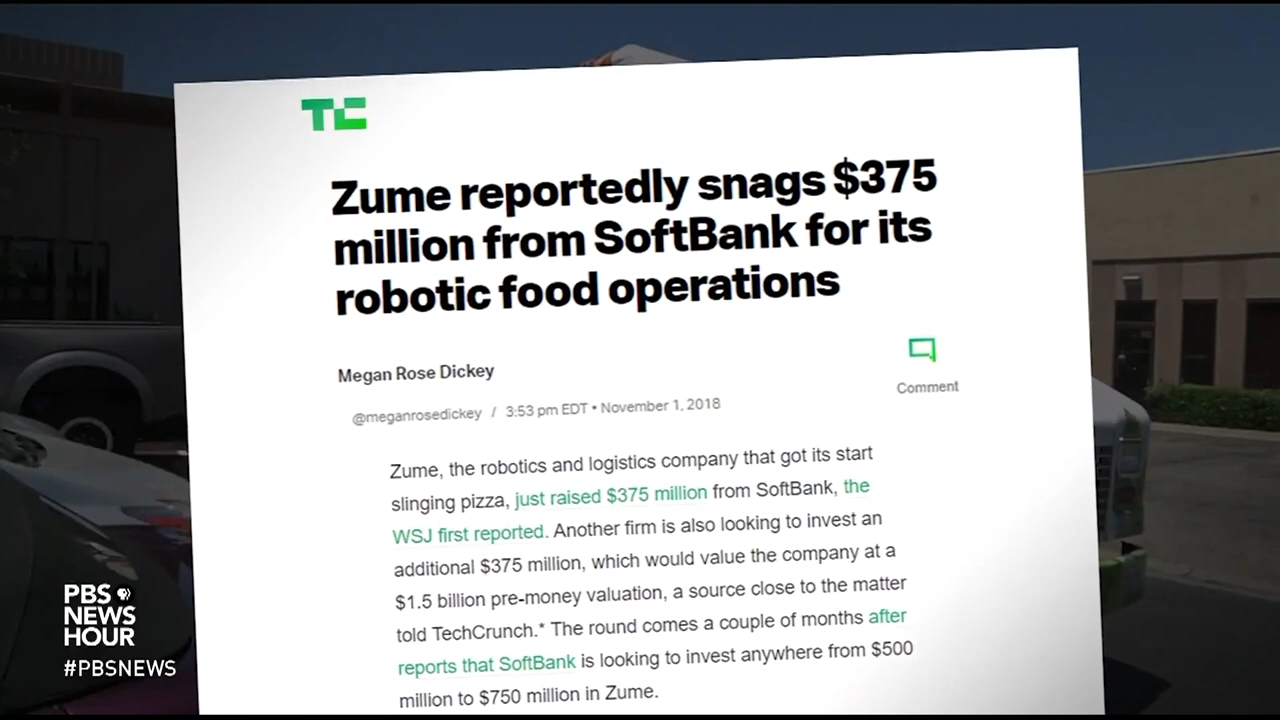 TC
Zume reportedly snags $375
million from SoftBank for its
robotic food operations
Megan Rose Dickey
Comment
@meganrosedickey / 3:53 pm EDT • November 1, 2018
Zume, the robotics and logistics company that got its start
slinging pizza, just raised $375 million from SoftBank, the
WSJ first reported. Another firm is also looking to invest an
additional $375 million, which would value the company at a
$1.5 billion pre-money valuation, a source close to the matter
told TechCrunch.* The round comes a couple of months after
reports that SoftBank is looking to invest anywhere from $500
million to $750 million in Zume.
PBS
NEWS
HOUR
#PBSNEWS